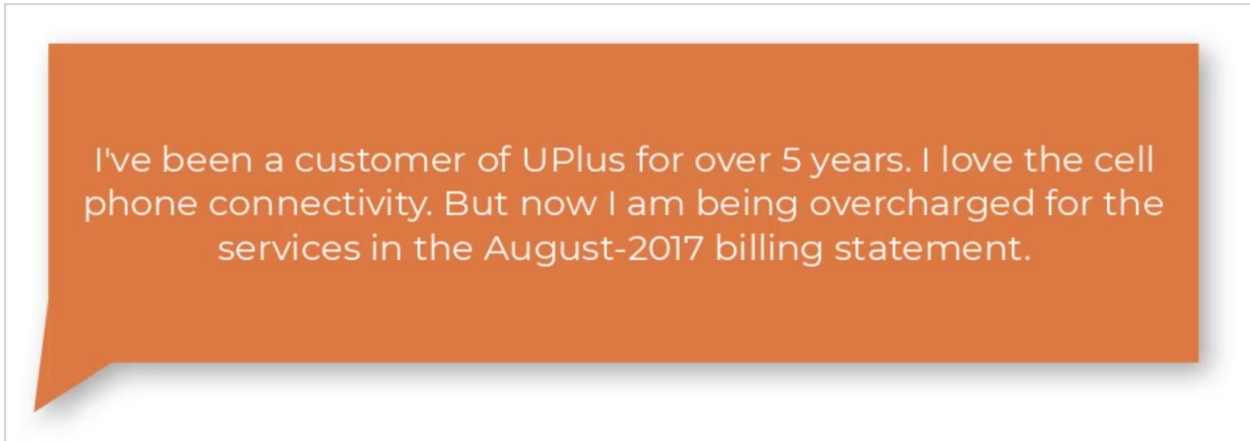 I've been a customer of UPlus for over 5 years. I love the cell
phone connectivity. But now I am being overcharged for the
services in the August-2017 billing statement.